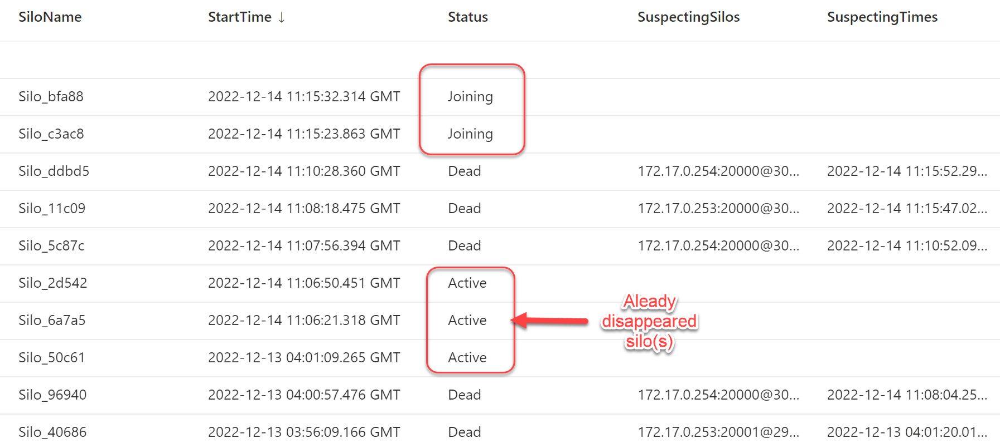 SiloName StartTime ↓ Status SuspectingSilos SuspectingTimes
Silo_bfa88 2022-12-14 11:15:32.314 GMT Joining
Silo_c3ac8 2022-12-14 11:15:23.863 GMT Joining
Silo_ddbd5 2022-12-14 11:10:28.360 GMT Dead 172.17.0.254:20000@30... 2022-12-14 11:15:52.29...
Silo_11c09 2022-12-14 11:08:18.475 GMT Dead 172.17.0.253:20000@30... 2022-12-14 11:15:47.02...
Silo_5c87c 2022-12-14 11:07:56.394 GMT Dead 172.17.0.254:20000@30... 2022-12-14 11:10:52.09...
Silo_2d542 2022-12-14 11:06:50.451 GMT Active
Silo_6a7a5 2022-12-14 11:06:21.318 GMT Active
Aleady
disappeared
silo(s)
Silo_50c61 2022-12-13 04:01:09.265 GMT Active
Silo_96940 2022-12-13 04:00:57.476 GMT Dead 172.17.0.254:20000@30... 2022-12-14 11:08:04.25...
Silo_40686 2022-12-13 03:56:09.166 GMT Dead 172.17.0.253:20001@29... 2022-12-13 04:01:20.01...